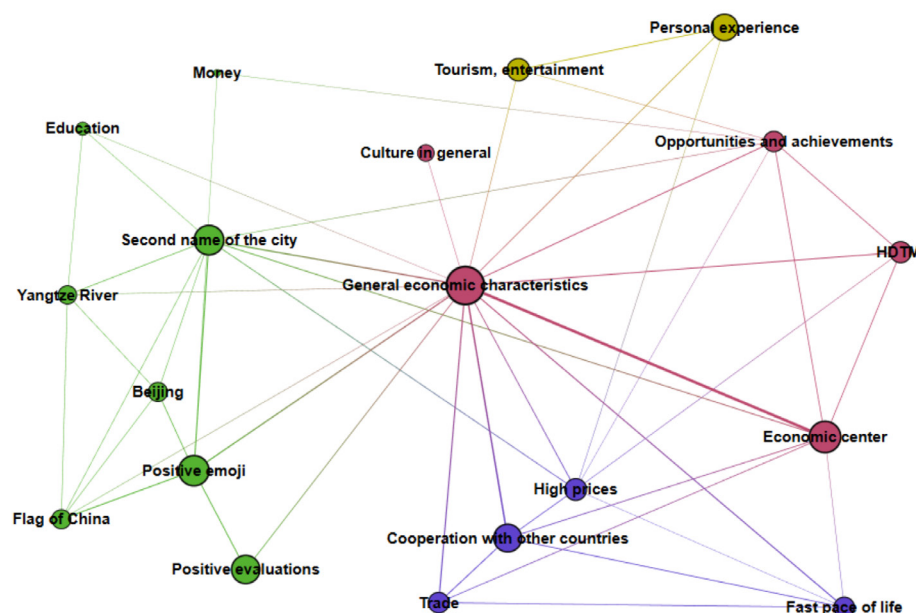 Personal experience
Money
Tourism, entertainment
Education
Culture in general
Opportunities and achievements
Second name of the city
HDTM
General economic characteristics
Yangtze River
Beijing
Economic center
Positive emoji
High prices
Flag of China
Cooperation with other countries
Positive evaluations
Trade
Fast pace of life